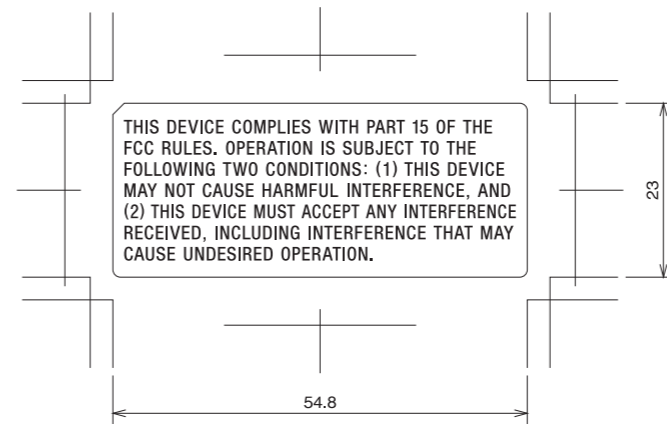 THIS DEVICE COMPLIES WITH PART 15 OF THE
FCC RULES. OPERATION IS SUBJECT TO THE
FOLLOWING TWO CONDITIONS: (1) THIS DEVICE
MAY NOT CAUSE HARMFUL INTERFERENCE, AND
(2) THIS DEVICE MUST ACCEPT ANY INTERFERENCE
RECEIVED, INCLUDING INTERFERENCE THAT MAY
CAUSE UNDESIRED OPERATION.
23
54.8